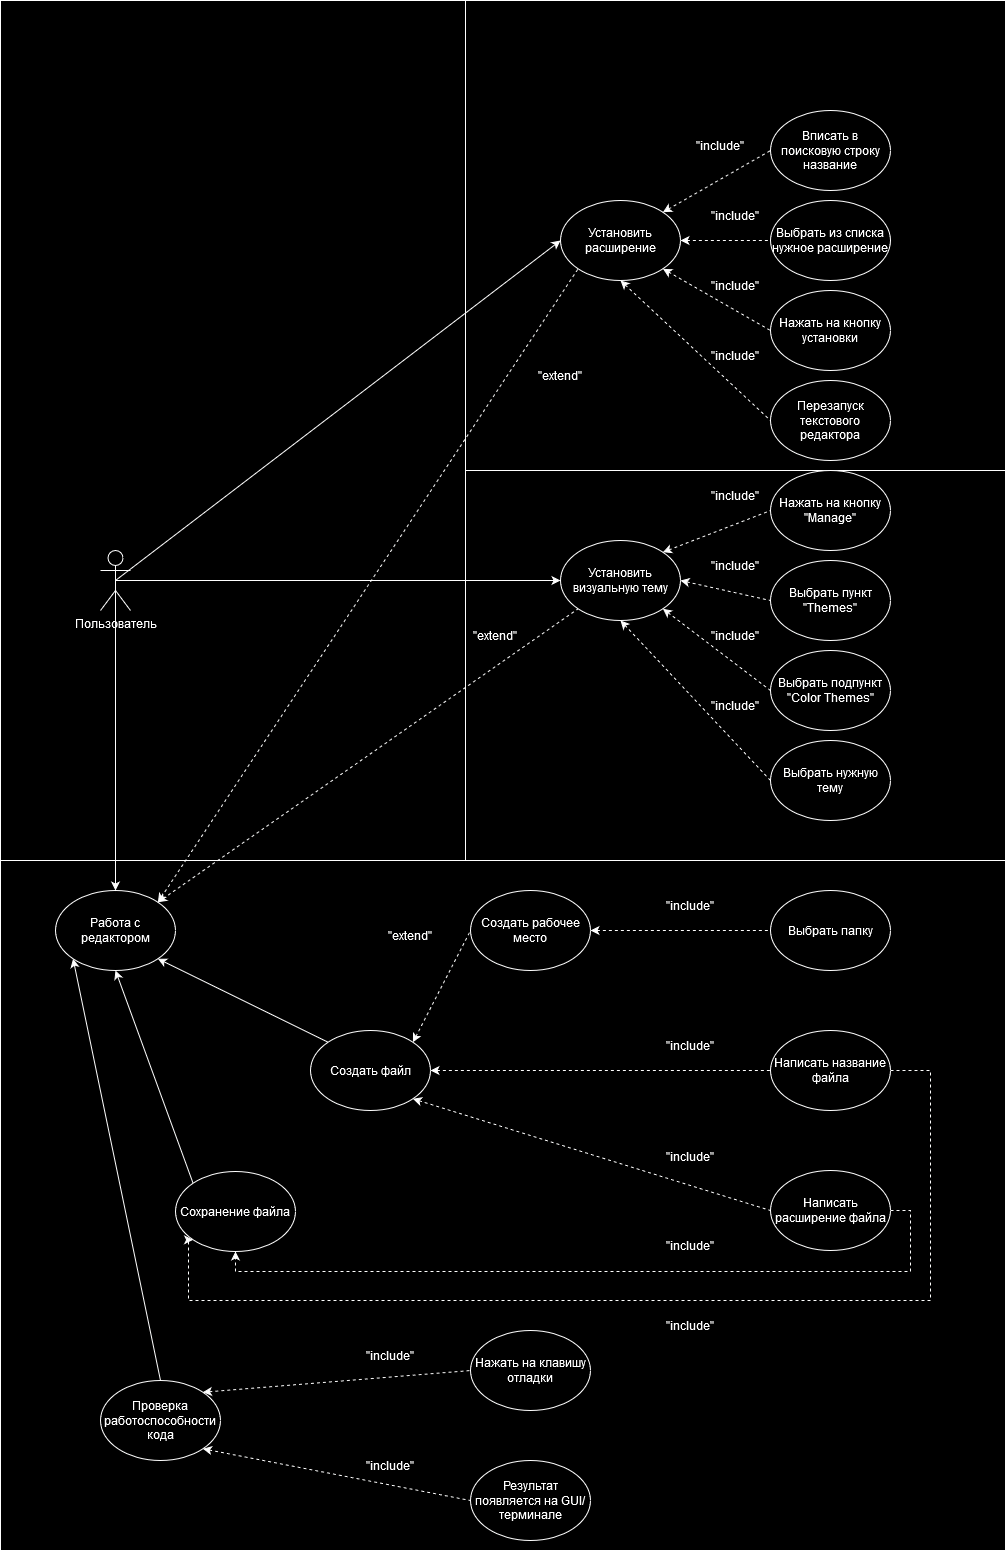 "include"
Вписать в
поисковую строку
название
"include"
Установить
расширение
Выбрать из списка
нужное расширение
"include"
Нажать на кнопку
установки
"include"
"extend"
Перезапуск
текстового
редактора
"include"
Нажать на кнопку
"Manage"
"include"
Установить
визуальную тему
Выбрать пункт
"Themes"
Пользователь
"extend"
"include"
Выбрать подпункт
"Color Themes"
"include"
Выбрать нужную
тему
Работа с
редактором
"extend"
Создать рабочее
место
"include"
Выбрать папку
"include"
Создать файл
Написать название
файла
"include"
Сохранение файла
Написать
расширение файла
"include"
"include"
"include"
Нажать на клавишу
отладки
Проверка
работоспособности
кода
"include"
Результат
появляется на GUI/
терминале